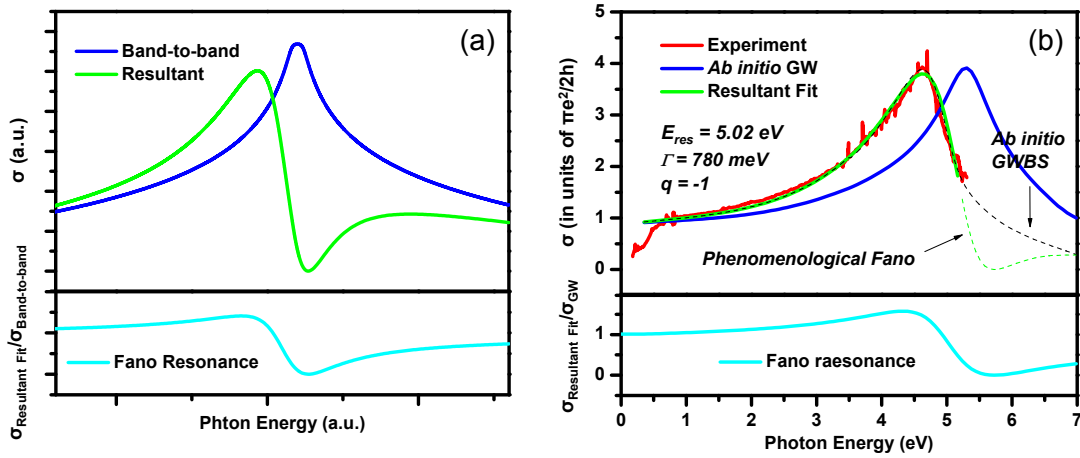 (a)
Band-to-band
Resultant
σ (a.u.)
σResultant Fit/σBand-to-band
Fano Resonance
Phton Energy (a.u.)
(b)
Experiment
Ab initio GW
Resultant Fit
Eres = 5.02 eV
Γ = 780 meV
q = -1
Ab initio
GWBS
Phenomenological Fano
σ (in units of πe²/2h)
5
4
3
2
1
0
σResultant Fit/σGW
1
0
Fano raesonance
0 1 2 3 4 5 6 7
Photon Energy (eV)